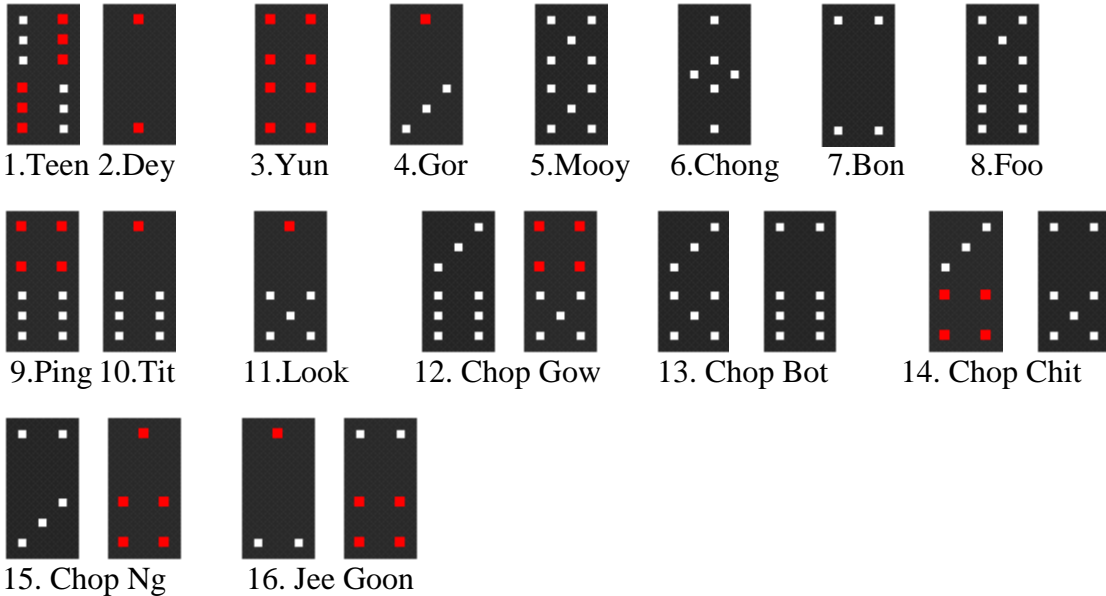 1.Teen 2.Dey 3.Yun 4.Gor 5.Mooy 6.Chong 7.Bon 8.Foo
9.Ping 10.Tit 11.Look 12. Chop Gow 13. Chop Bot 14. Chop Chit
15. Chop Ng 16. Jee Goon